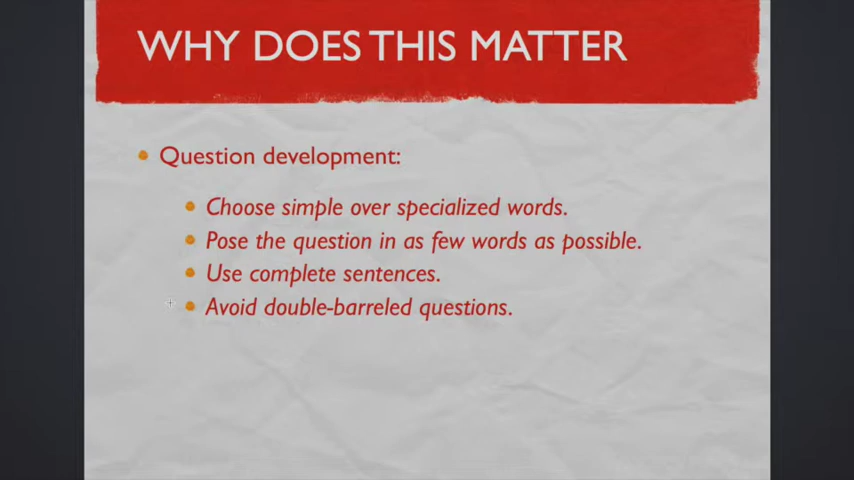 WHY DOES THIS MATTER
Question development:
Choose simple over specialized words.
Pose the question in as few words as possible.
Use complete sentences.
Avoid double-barreled questions.